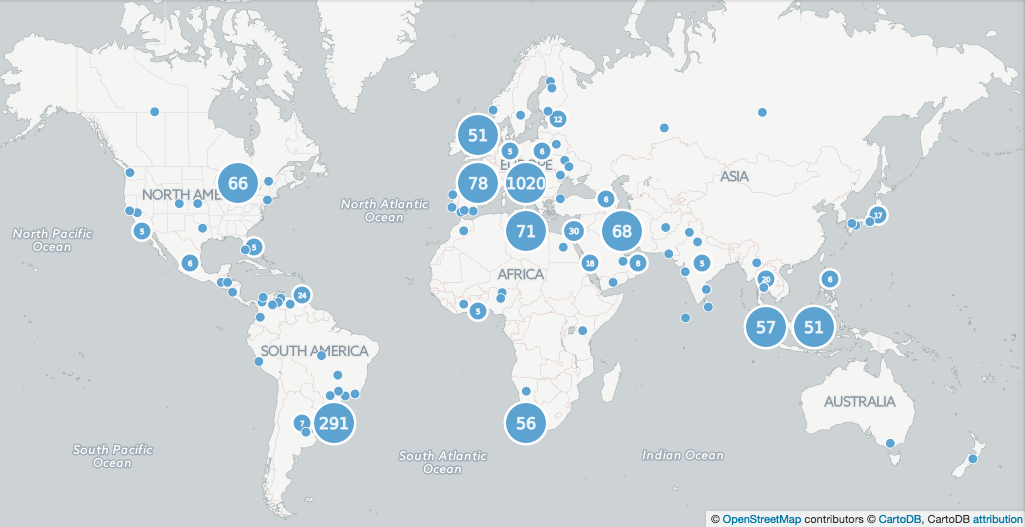 12
51
5
6
EUROPE
ASIA
66
78
1020
NORTH AME
6
North Atlantic
Ocean
17
5
71
30
68
North Pacific
Ocean
5
6
18
8
5
AFRICA
20
6
24
5
57
51
SOUTH AMERICA
AUSTRALIA
7
291
56
South Pacific
Ocean
South Atlantic
Ocean
Indian Ocean
© OpenStreetMap contributors © CartoDB, CartoDB attribution